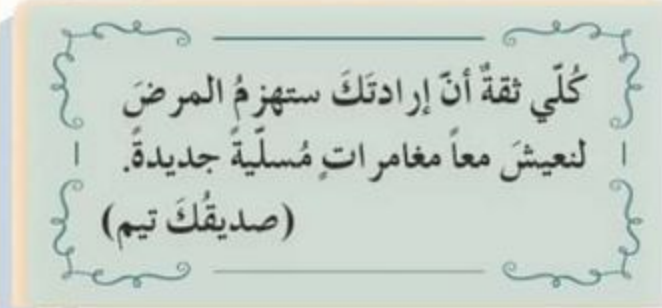 كُلّي ثقةٌ أنّ إرادتَكَ ستهزمُ المرضَ
لنعيشَ معاً مغامراتٍ مُسلّيةً جديدةً.
(صديقُكَ تيم)